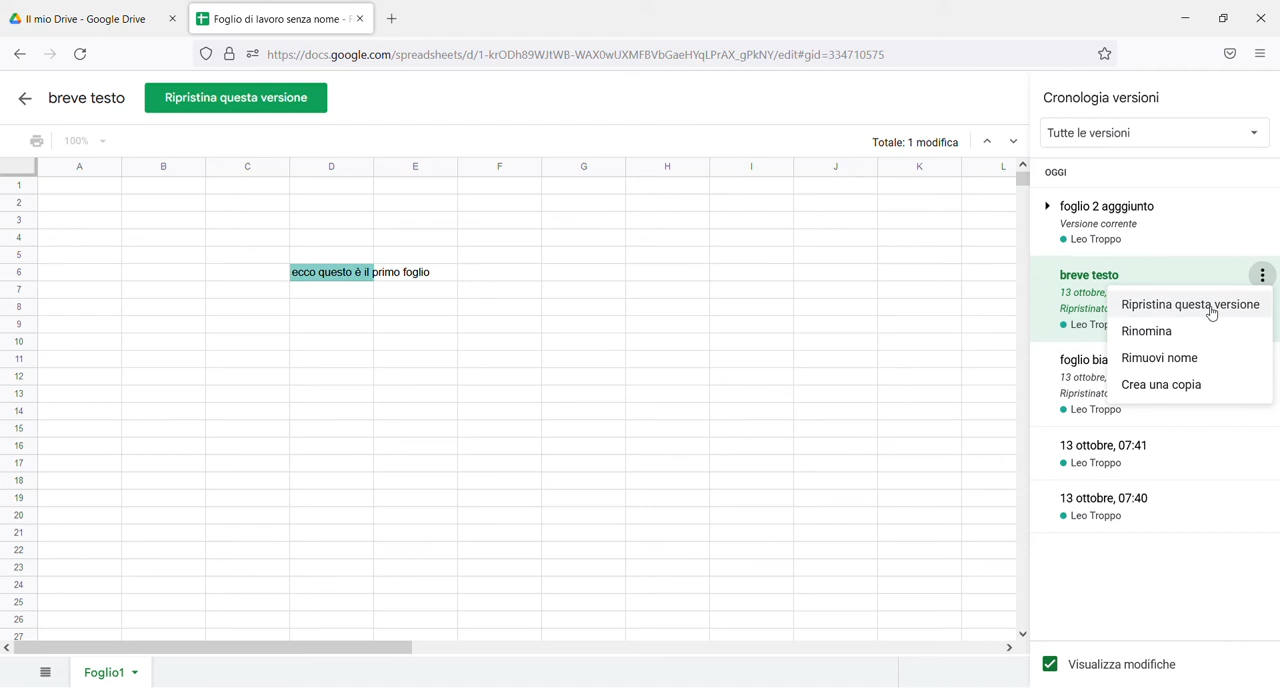 Il mio Drive - Google Drive
Foglio di lavoro senza nome - F
https://docs.google.com/spreadsheets/d/1-krODh89WJtWB-WAX0wUXMFBVbGaeHYqLPrAX_gPkNY/edit#gid=334710575
breve testo
Ripristina questa versione
100%
Totale: 1 modifica
A B C D E F G H I J K L
1
2
3
4
5
6
ecco questo è il primo foglio
7
8
9
10
11
12
13
14
15
16
17
18
19
20
21
22
23
24
25
26
27
Foglio1
Cronologia versioni
Tutte le versioni
OGGI
foglio 2 agggiunto
Versione corrente
Leo Troppo
breve testo
13 ottobre,
Ripristinato
Leo Trop
Ripristina questa versione
Rinomina
Rimuovi nome
Crea una copia
foglio bia
13 ottobre,
Ripristinato
Leo Troppo
13 ottobre, 07:41
Leo Troppo
13 ottobre, 07:40
Leo Troppo
Visualizza modifiche